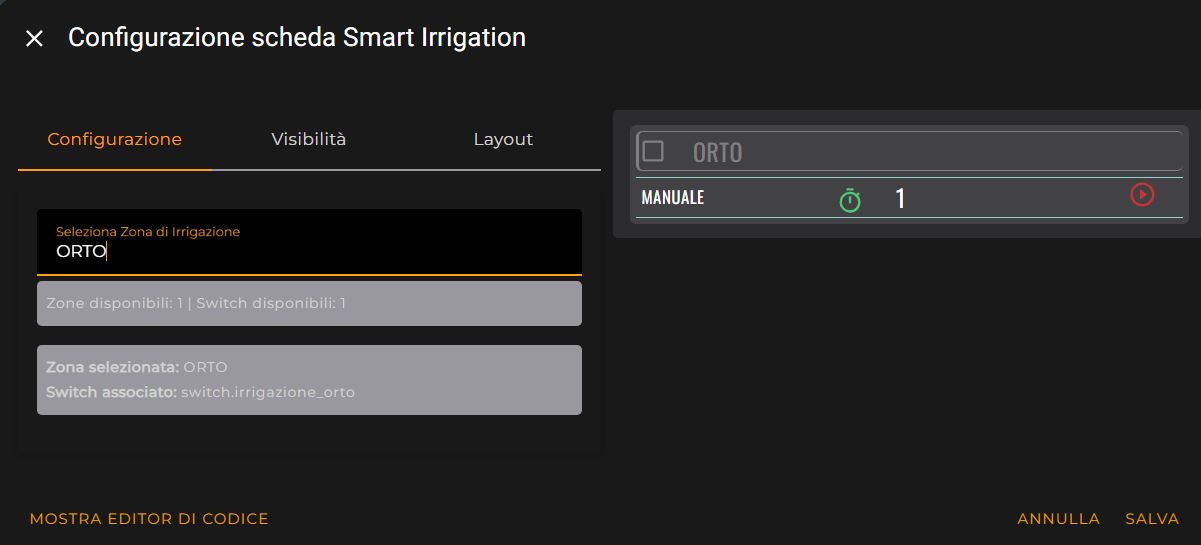 Configurazione scheda Smart Irrigation
Configurazione
Visibilità
Layout
Seleziona Zona di Irrigazione
ORTO
Zone disponibili: 1 | Switch disponibili: 1
Zona selezionata: ORTO
Switch associato: switch.irrigazione_orto
ORTO
MANUALE 1
MOSTRA EDITOR DI CODICE
ANNULLA
SALVA